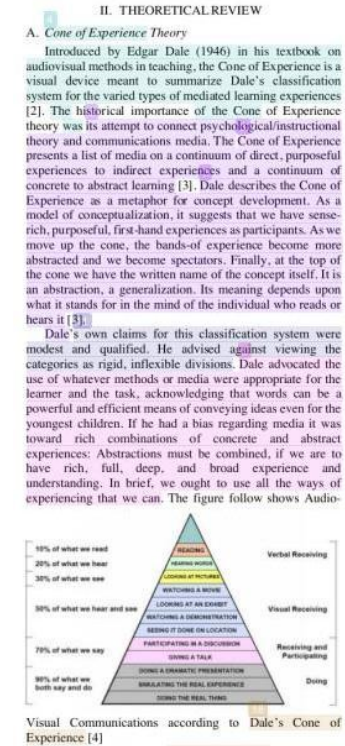 II. THEORETICAL REVIEW
A. Cone of Experience Theory
Introduced by Edgar Dale (1946) in his textbook on
audiovisual methods in teaching, the Cone of Experience is a
visual device meant to summarize Dale's classification
system for the varied types of mediated learning experiences
[2]. The historical importance of the Cone of Experience
theory was its attempt to connect psychological/instructional
theory and communications media. The Cone of Experience
presents a list of media on a continuum of direct, purposeful
experiences to indirect experiences and a continuum of
concrete to abstract learning [3]. Dale describes the Cone of
Experience as a metaphor for concept development. As a
model of conceptualization, it suggests that we have sense-
rich, purposeful, first-hand experiences as participants. As we
move up the cone, the bands-of experience become more
abstracted and we become spectators. Finally, at the top of
the cone we have the written name of the concept itself. It is
an abstraction, a generalization. Its meaning depends upon
what it stands for in the mind of the individual who reads or
hears it [3].
Dale's own claims for this classification system were
modest and qualified. He advised against viewing the
categories as rigid, inflexible divisions. Dale advocated the
use of whatever methods or media were appropriate for the
learner and the task, acknowledging that words can be a
powerful and efficient means of conveying ideas even for the
youngest children. If he had a bias regarding media it was
toward rich combinations of concrete and abstract
experiences: Abstractions must be combined, if we are to
have rich, full, deep, and broad experience and
understanding. In brief, we ought to use all the ways of
experiencing that we can. The figure follow shows Audio-
10% of what we read
20% of what we hear
30% of what we see
50% of what we hear and see
70% of what we say
90% of what we
both say and do
READING
HEARING WORDS
LOOKING AT PICTURES
WATCHING A MOVIE
LOOKING AT AN EXHIBIT
WATCHING A DEMONSTRATION
SEEING IT DONE ON LOCATION
PARTICIPATING IN A DISCUSSION
GIVING A TALK
DOING A DRAMATIC PRESENTATION
SIMULATING THE REAL EXPERIENCE
DOING THE REAL THING
Verbal Receiving
Visual Receiving
Receiving and
Participating
Doing
Visual Communications according to Dale's Cone of
Experience [4]